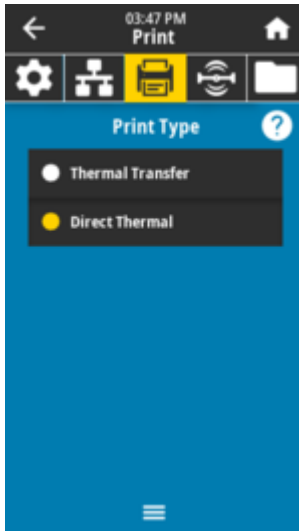 03:47 PM
Print
Print Type
?
Thermal Transfer
Direct Thermal